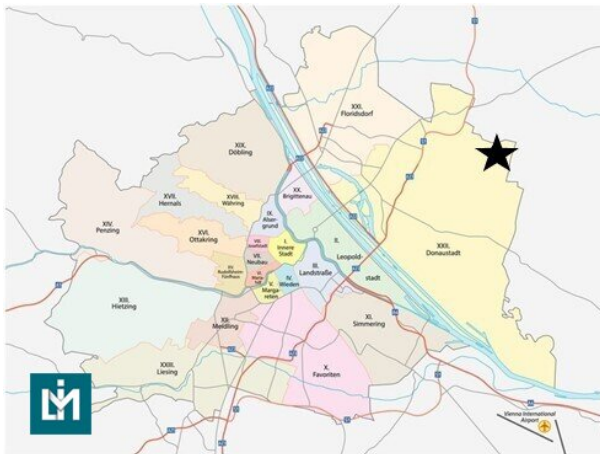 XXI.
Floridsdorf
XIX.
Döbling
XX.
Brigittenau
XVII.
Hernals
XVIII.
Währing
IX.
Alser-
grund
XIV.
Penzing
XVI.
Ottakring
I.
Innere
Stadt
II.
Leopold-
stadt
XXII.
Donaustadt
VII.
Neubau
III.
Landstraße
IV.
Wieden
V.
Marga-
reten
XIII.
Hietzing
XII.
Meidling
XI.
Simmering
XXIII.
Liesing
X.
Favoriten
LIM
Vienna International
Airport